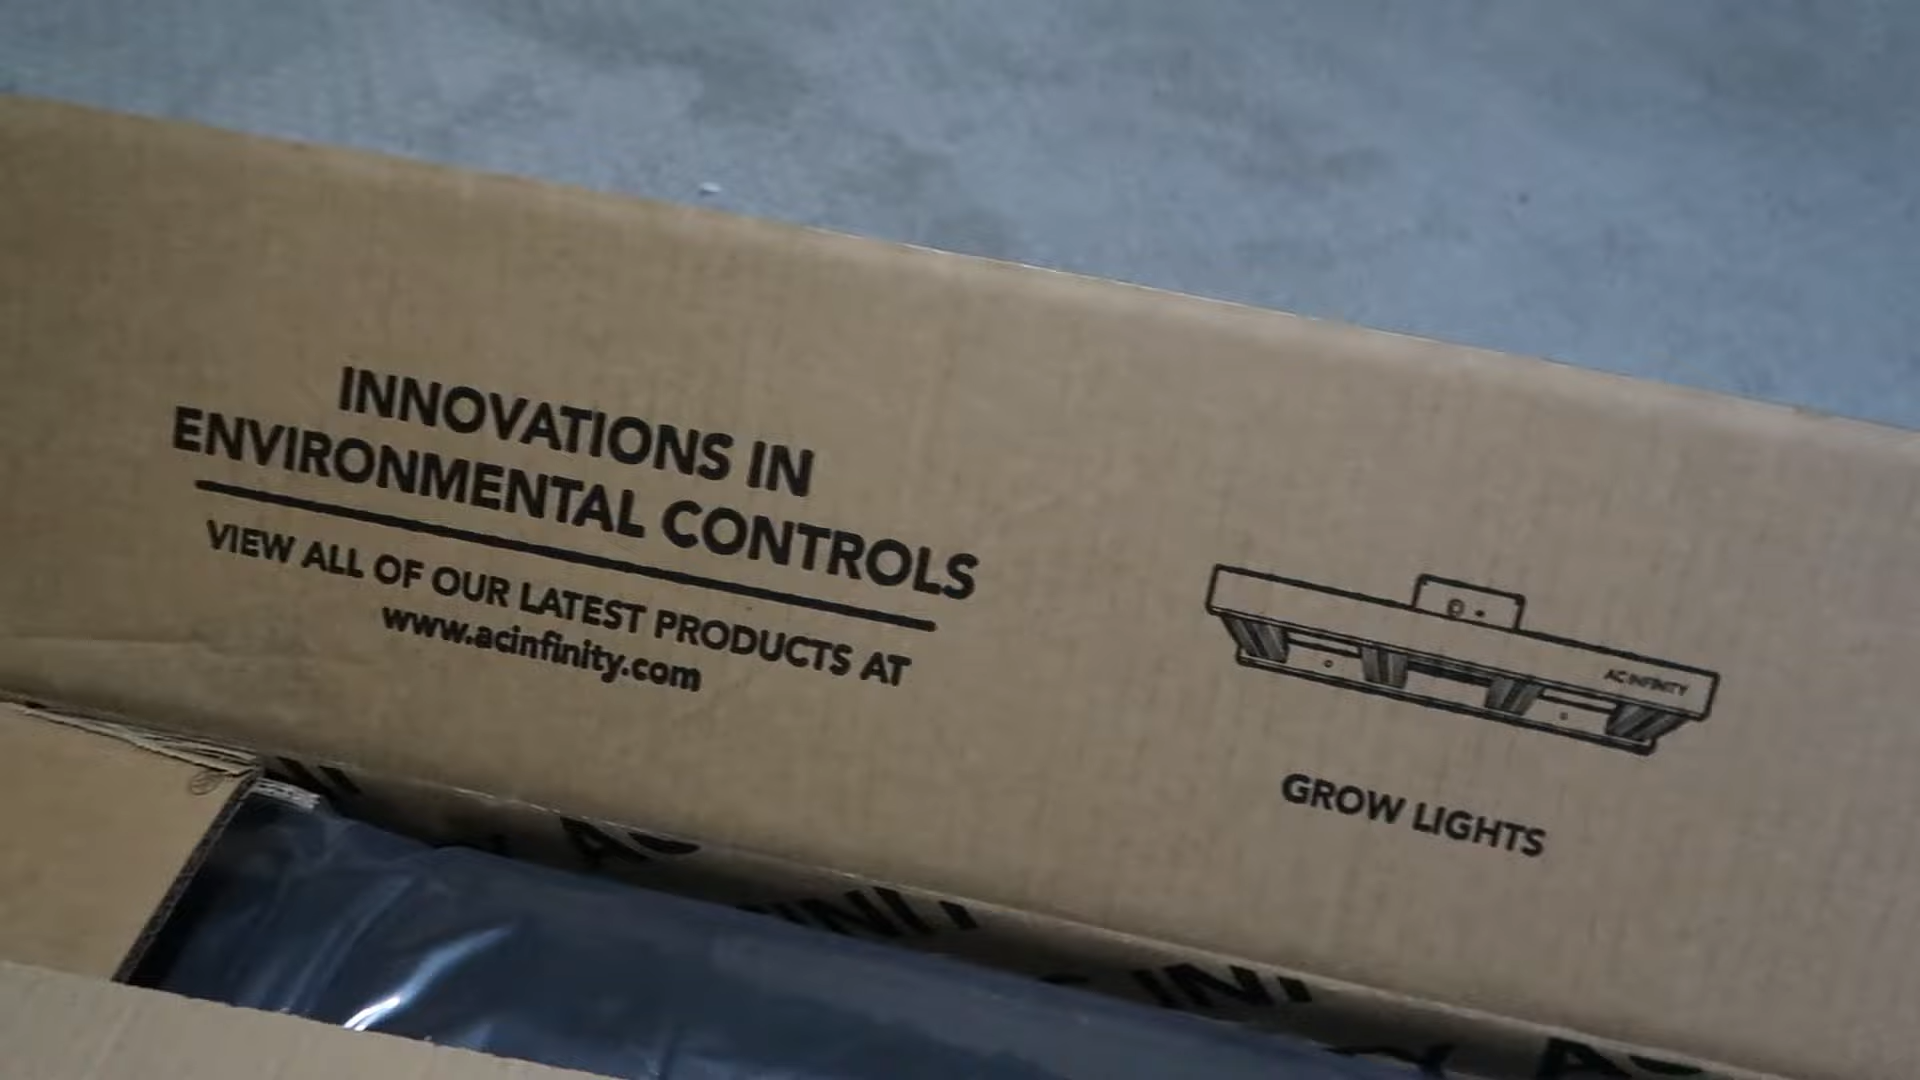 INNOVATIONS IN
ENVIRONMENTAL CONTROLS
VIEW ALL OF OUR LATEST PRODUCTS AT
www.acinfinity.com
AC INFINITY
GROW LIGHTS